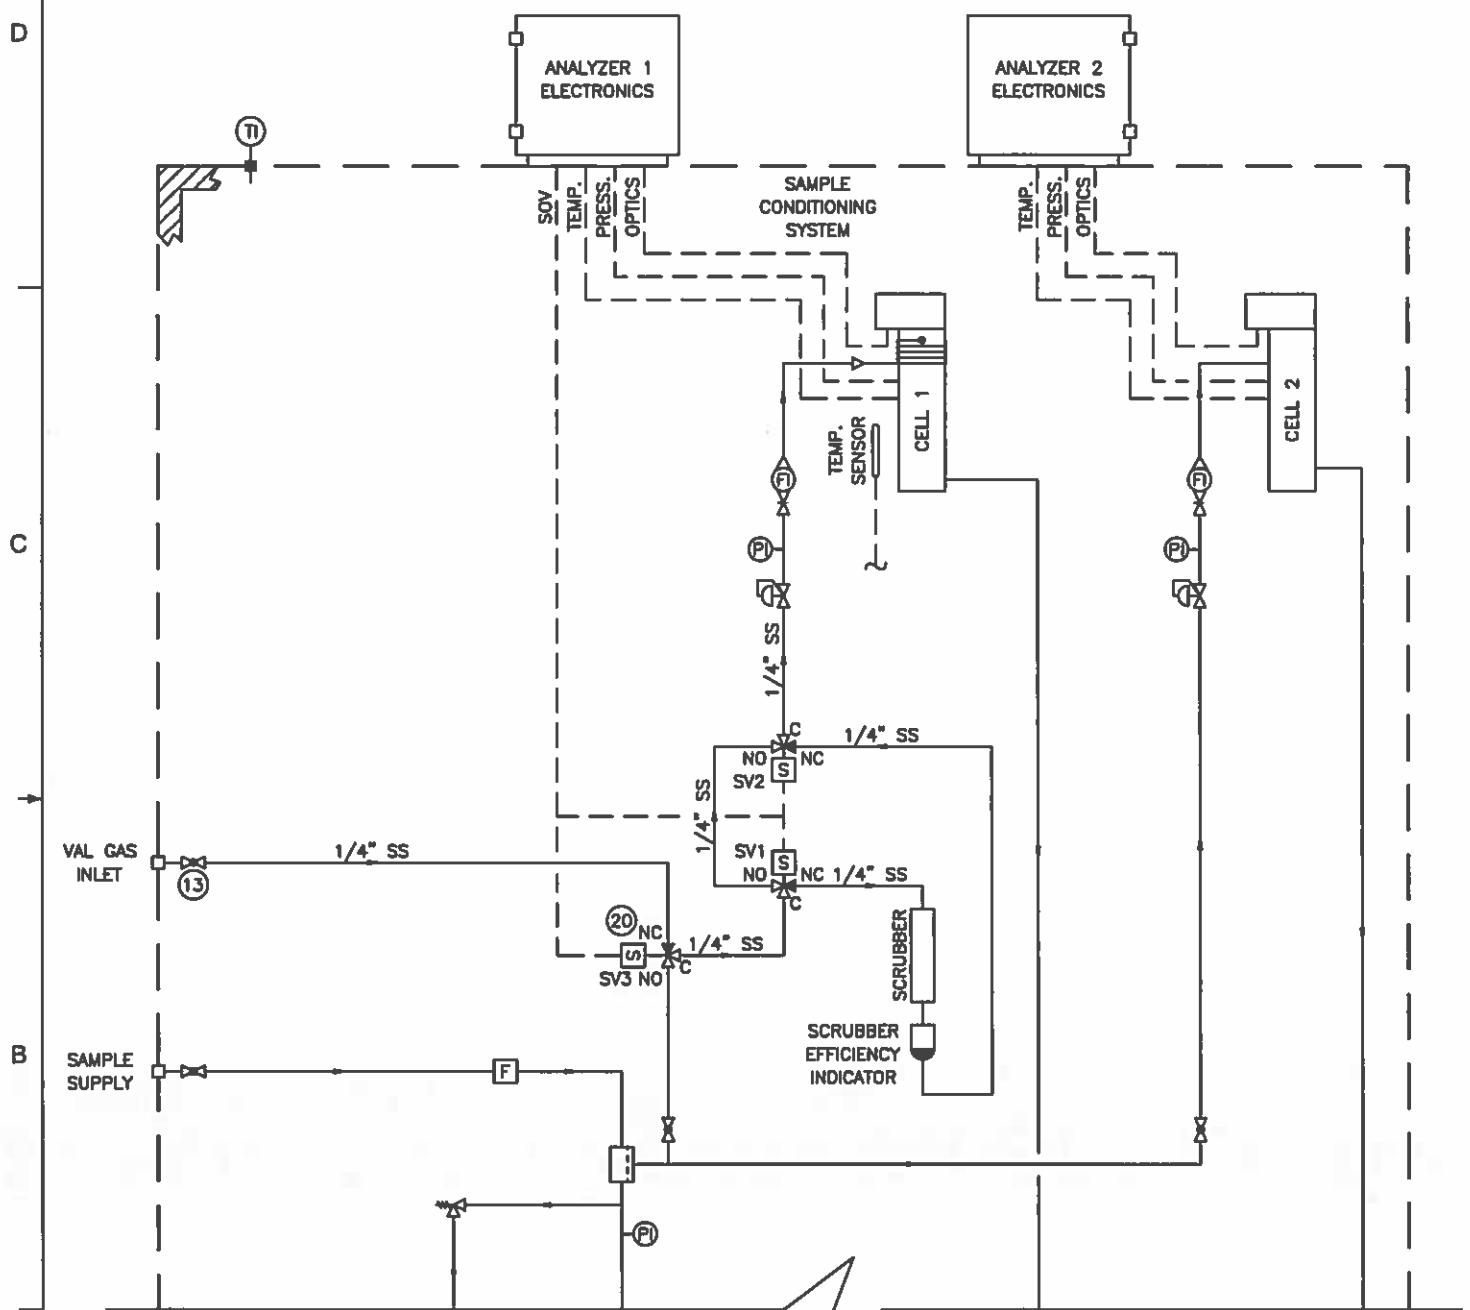 D
ANALYZER 1
ELECTRONICS
ANALYZER 2
ELECTRONICS
TI
SOV
TEMP.
PRESS.
OPTICS
SAMPLE
CONDITIONING
SYSTEM
TEMP.
PRESS.
OPTICS
CELL 1
CELL 2
TEMP.
SENSOR
FI
FI
C
PI
PI
1/4" SS
C
1/4" SS
NO
NC
S
SV2
1/4" SS
VAL GAS
INLET
1/4" SS
SV1
S
NO
NC 1/4" SS
C
13
20
NC
1/4" SS
S
C
SV3 NO
SCRUBBER
B
SAMPLE
SUPPLY
F
SCRUBBER
EFFICIENCY
INDICATOR
PI